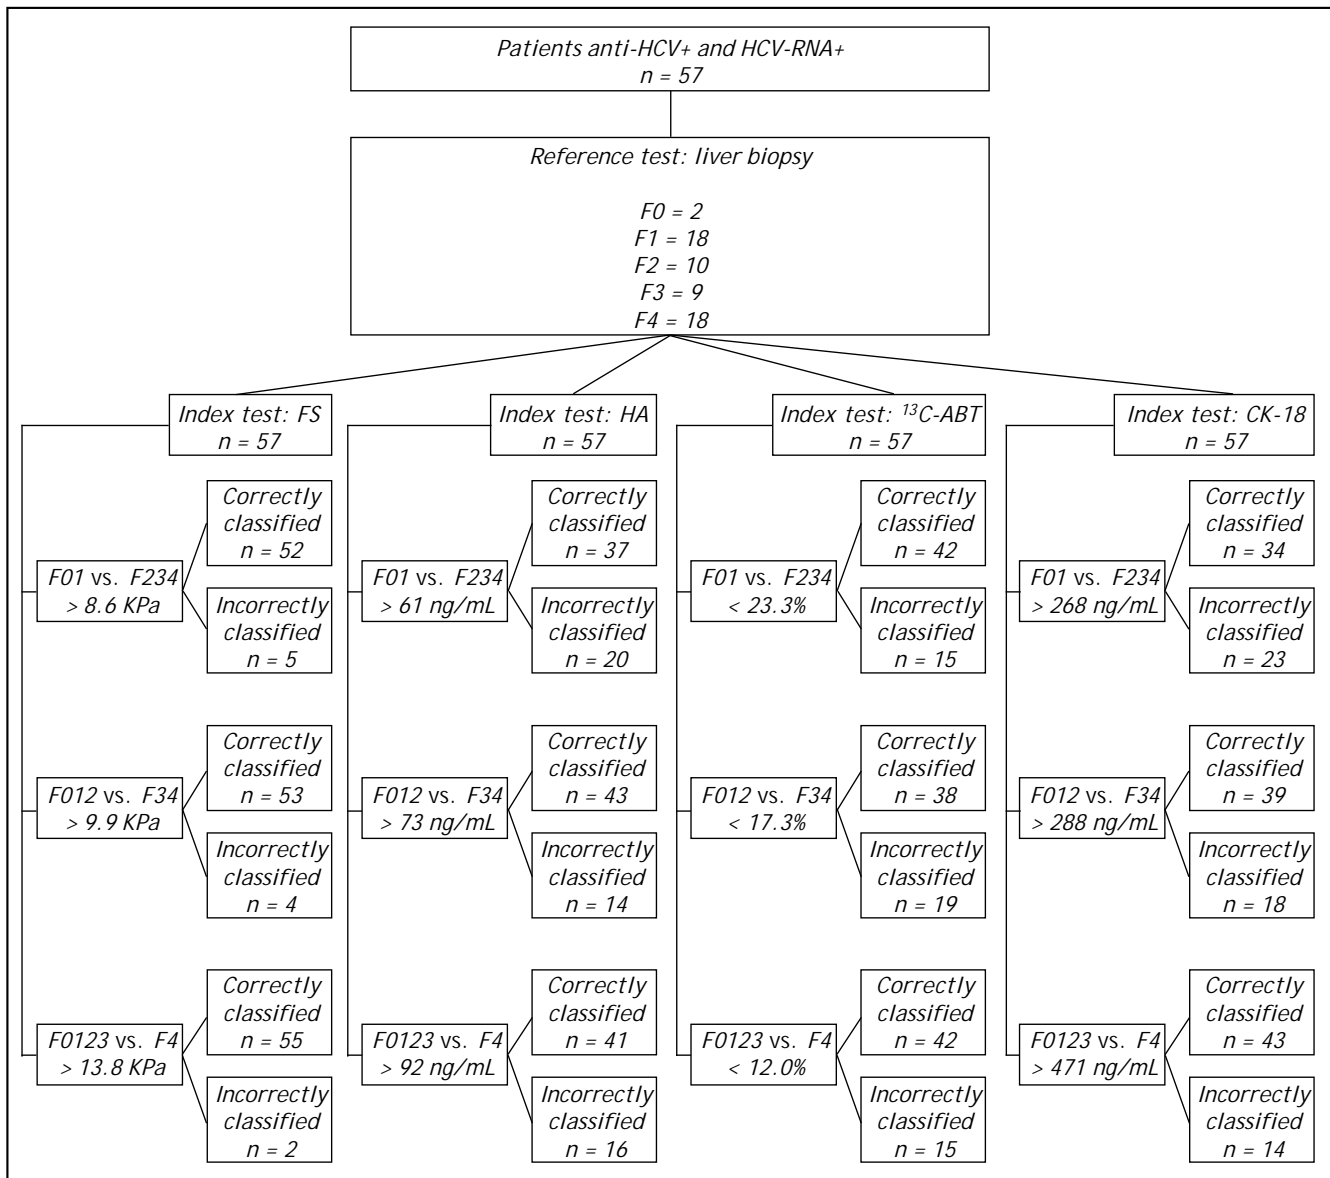 Patients anti-HCV+ and HCV-RNA+
n = 57
Reference test: liver biopsy
F0 = 2
F1 = 18
F2 = 10
F3 = 9
F4 = 18
Index test: FS
n = 57
F01 vs. F234
> 8.6 KPa
Correctly
classified
n = 52
Incorrectly
classified
n = 5
F012 vs. F34
> 9.9 KPa
Correctly
classified
n = 53
Incorrectly
classified
n = 4
F0123 vs. F4
> 13.8 KPa
Correctly
classified
n = 55
Incorrectly
classified
n = 2
Index test: HA
n = 57
F01 vs. F234
> 61 ng/mL
Correctly
classified
n = 37
Incorrectly
classified
n = 20
F012 vs. F34
> 73 ng/mL
Correctly
classified
n = 43
Incorrectly
classified
n = 14
F0123 vs. F4
> 92 ng/mL
Correctly
classified
n = 41
Incorrectly
classified
n = 16
Index test: ¹³C-ABT
n = 57
F01 vs. F234
< 23.3%
Correctly
classified
n = 42
Incorrectly
classified
n = 15
F012 vs. F34
< 17.3%
Correctly
classified
n = 38
Incorrectly
classified
n = 19
F0123 vs. F4
< 12.0%
Correctly
classified
n = 42
Incorrectly
classified
n = 15
Index test: CK-18
n = 57
F01 vs. F234
> 268 ng/mL
Correctly
classified
n = 34
Incorrectly
classified
n = 23
F012 vs. F34
> 288 ng/mL
Correctly
classified
n = 39
Incorrectly
classified
n = 18
F0123 vs. F4
> 471 ng/mL
Correctly
classified
n = 43
Incorrectly
classified
n = 14